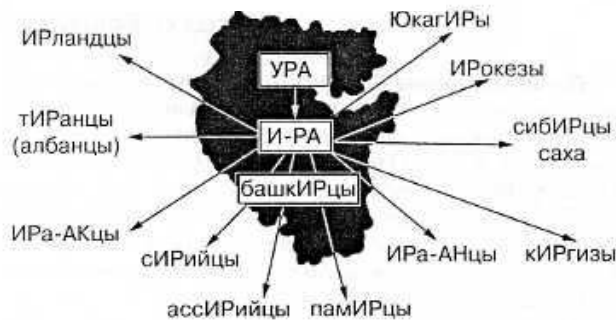 ЮкагИРы
ИРландцы
УРА
ИРокезы
тИРанцы
(албанцы)
И-РА
сибИРцы
саха
башкИРцы
ИРа-АКцы
сИРийцы
ИРа-АНцы
кИРгизы
ассИРийцы
памИРцы